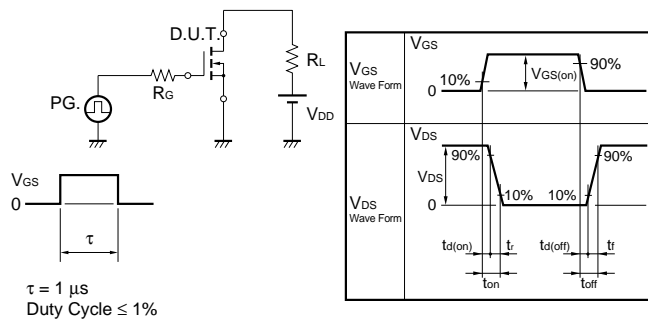 D.U.T.
RG
PG.
RL
VDD
VGS
0
τ
τ = 1 μs
Duty Cycle ≤ 1%
VGS
Wave Form
VGS
10%
0
VGS(on)
90%
VDS
Wave Form
VDS
90%
VDS
0
10%
10%
90%
td(on)
tr
td(off)
tf
ton
toff